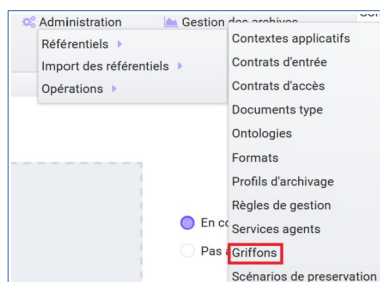 Administration
Gestion des archives
Référentiels
Import des référentiels
Opérations
Contextes applicatifs
Contrats d'entrée
Contrats d'accès
Documents type
Ontologies
Formats
Profils d'archivage
Règles de gestion
Services agents
Griffons
Scénarios de preservation
En
Pas